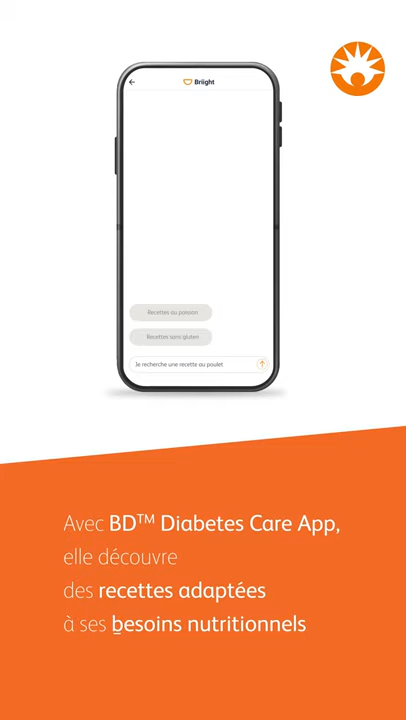 Briight
Recettes au poisson
Recettes sans gluten
Je recherche une recette au poulet
Avec BD™ Diabetes Care App,
elle découvre
des recettes adaptées
à ses besoins nutritionnels